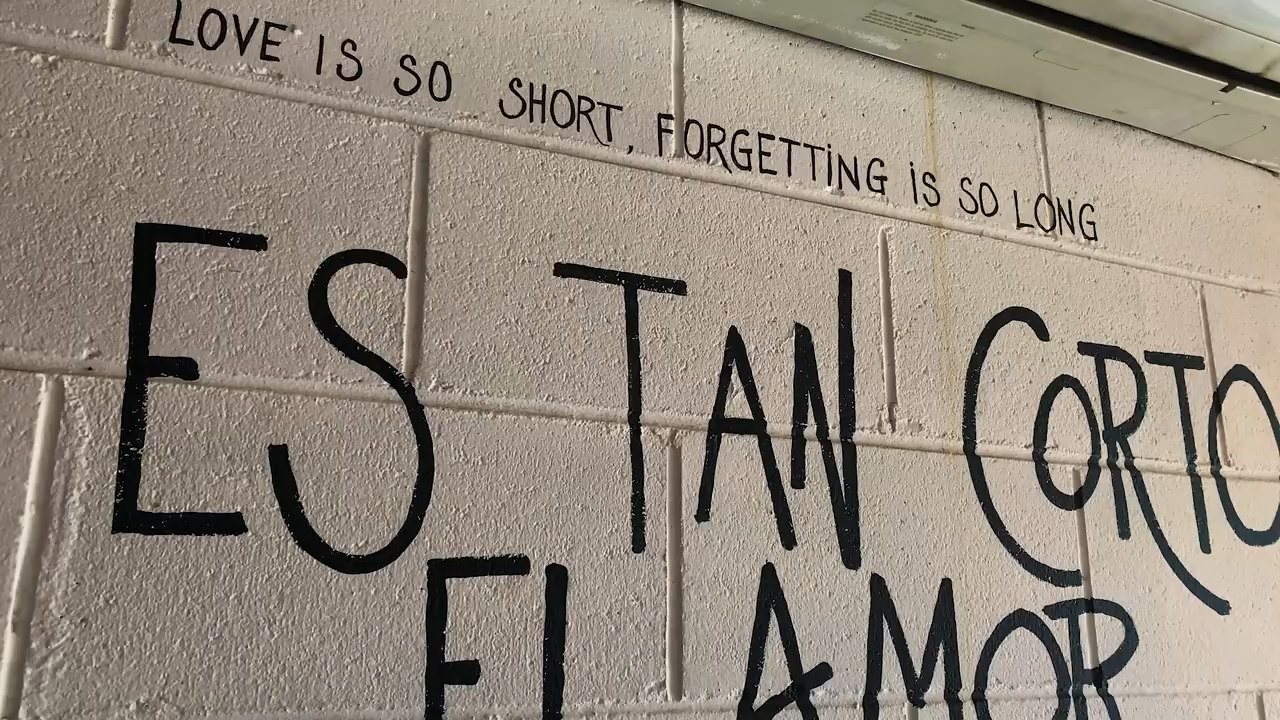 LOVE IS SO SHORT, FORGETTING IS SO LONG
ES TAN CORTO
EL AMOR